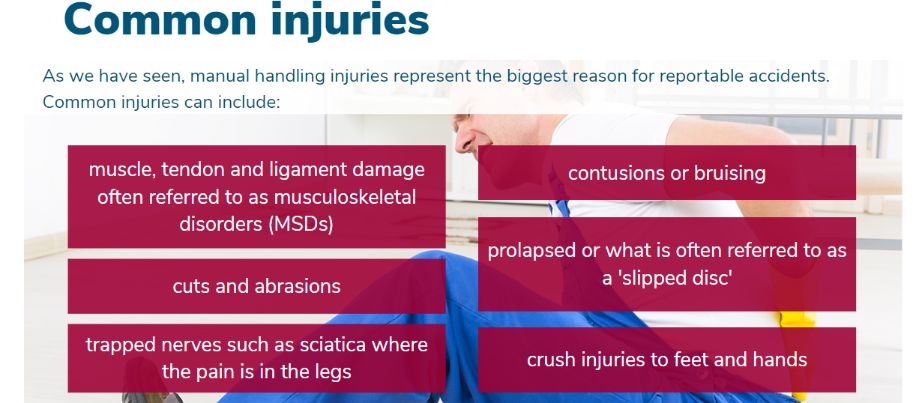 Common injuries
As we have seen, manual handling injuries represent the biggest reason for reportable accidents.
Common injuries can include:
muscle, tendon and ligament damage
often referred to as musculoskeletal
disorders (MSDs)
cuts and abrasions
trapped nerves such as sciatica where
the pain is in the legs
contusions or bruising
prolapsed or what is often referred to as
a 'slipped disc'
crush injuries to feet and hands